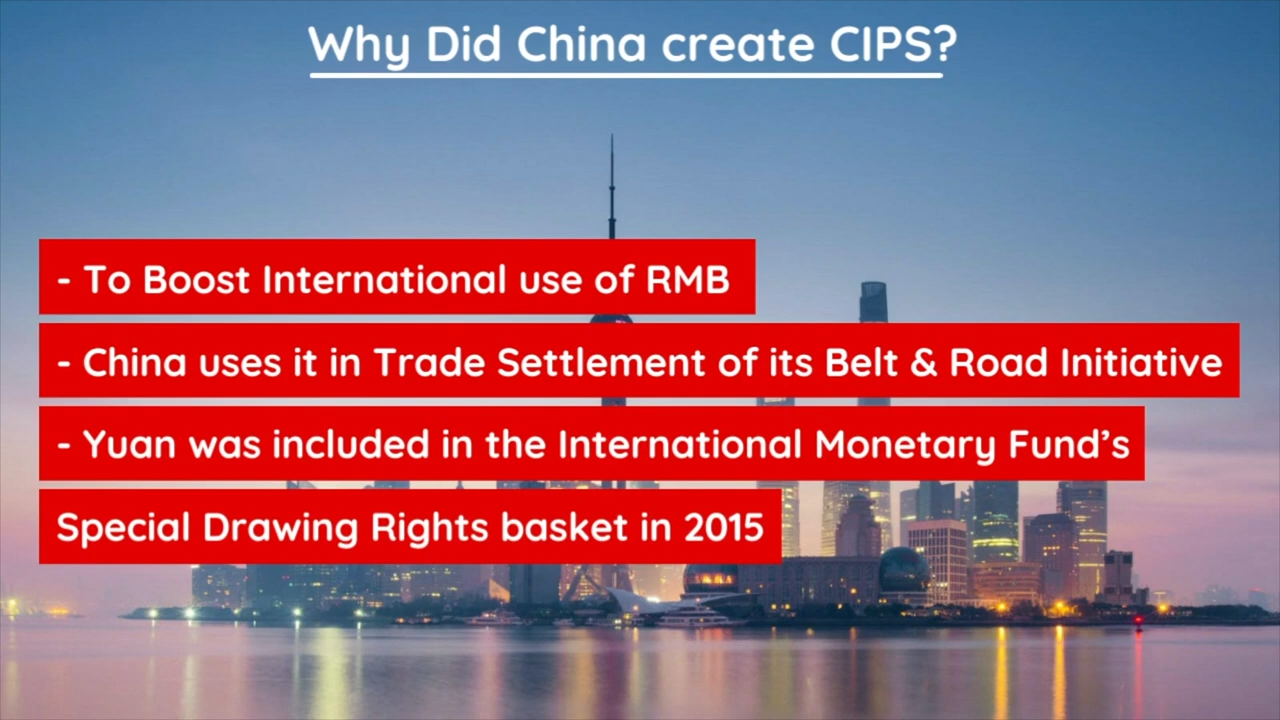 Why Did China create CIPS?
- To Boost International use of RMB
- China uses it in Trade Settlement of its Belt & Road Initiative
- Yuan was included in the International Monetary Fund’s
Special Drawing Rights basket in 2015